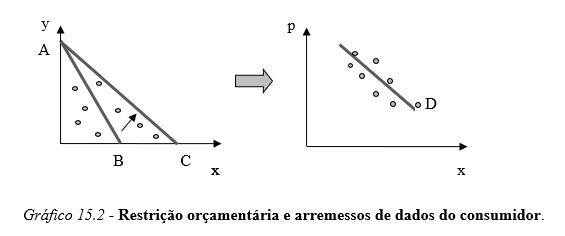 y
p
A
D
B
C
x
x
Gráfico 15.2 - Restrição orçamentária e arremessos de dados do consumidor.